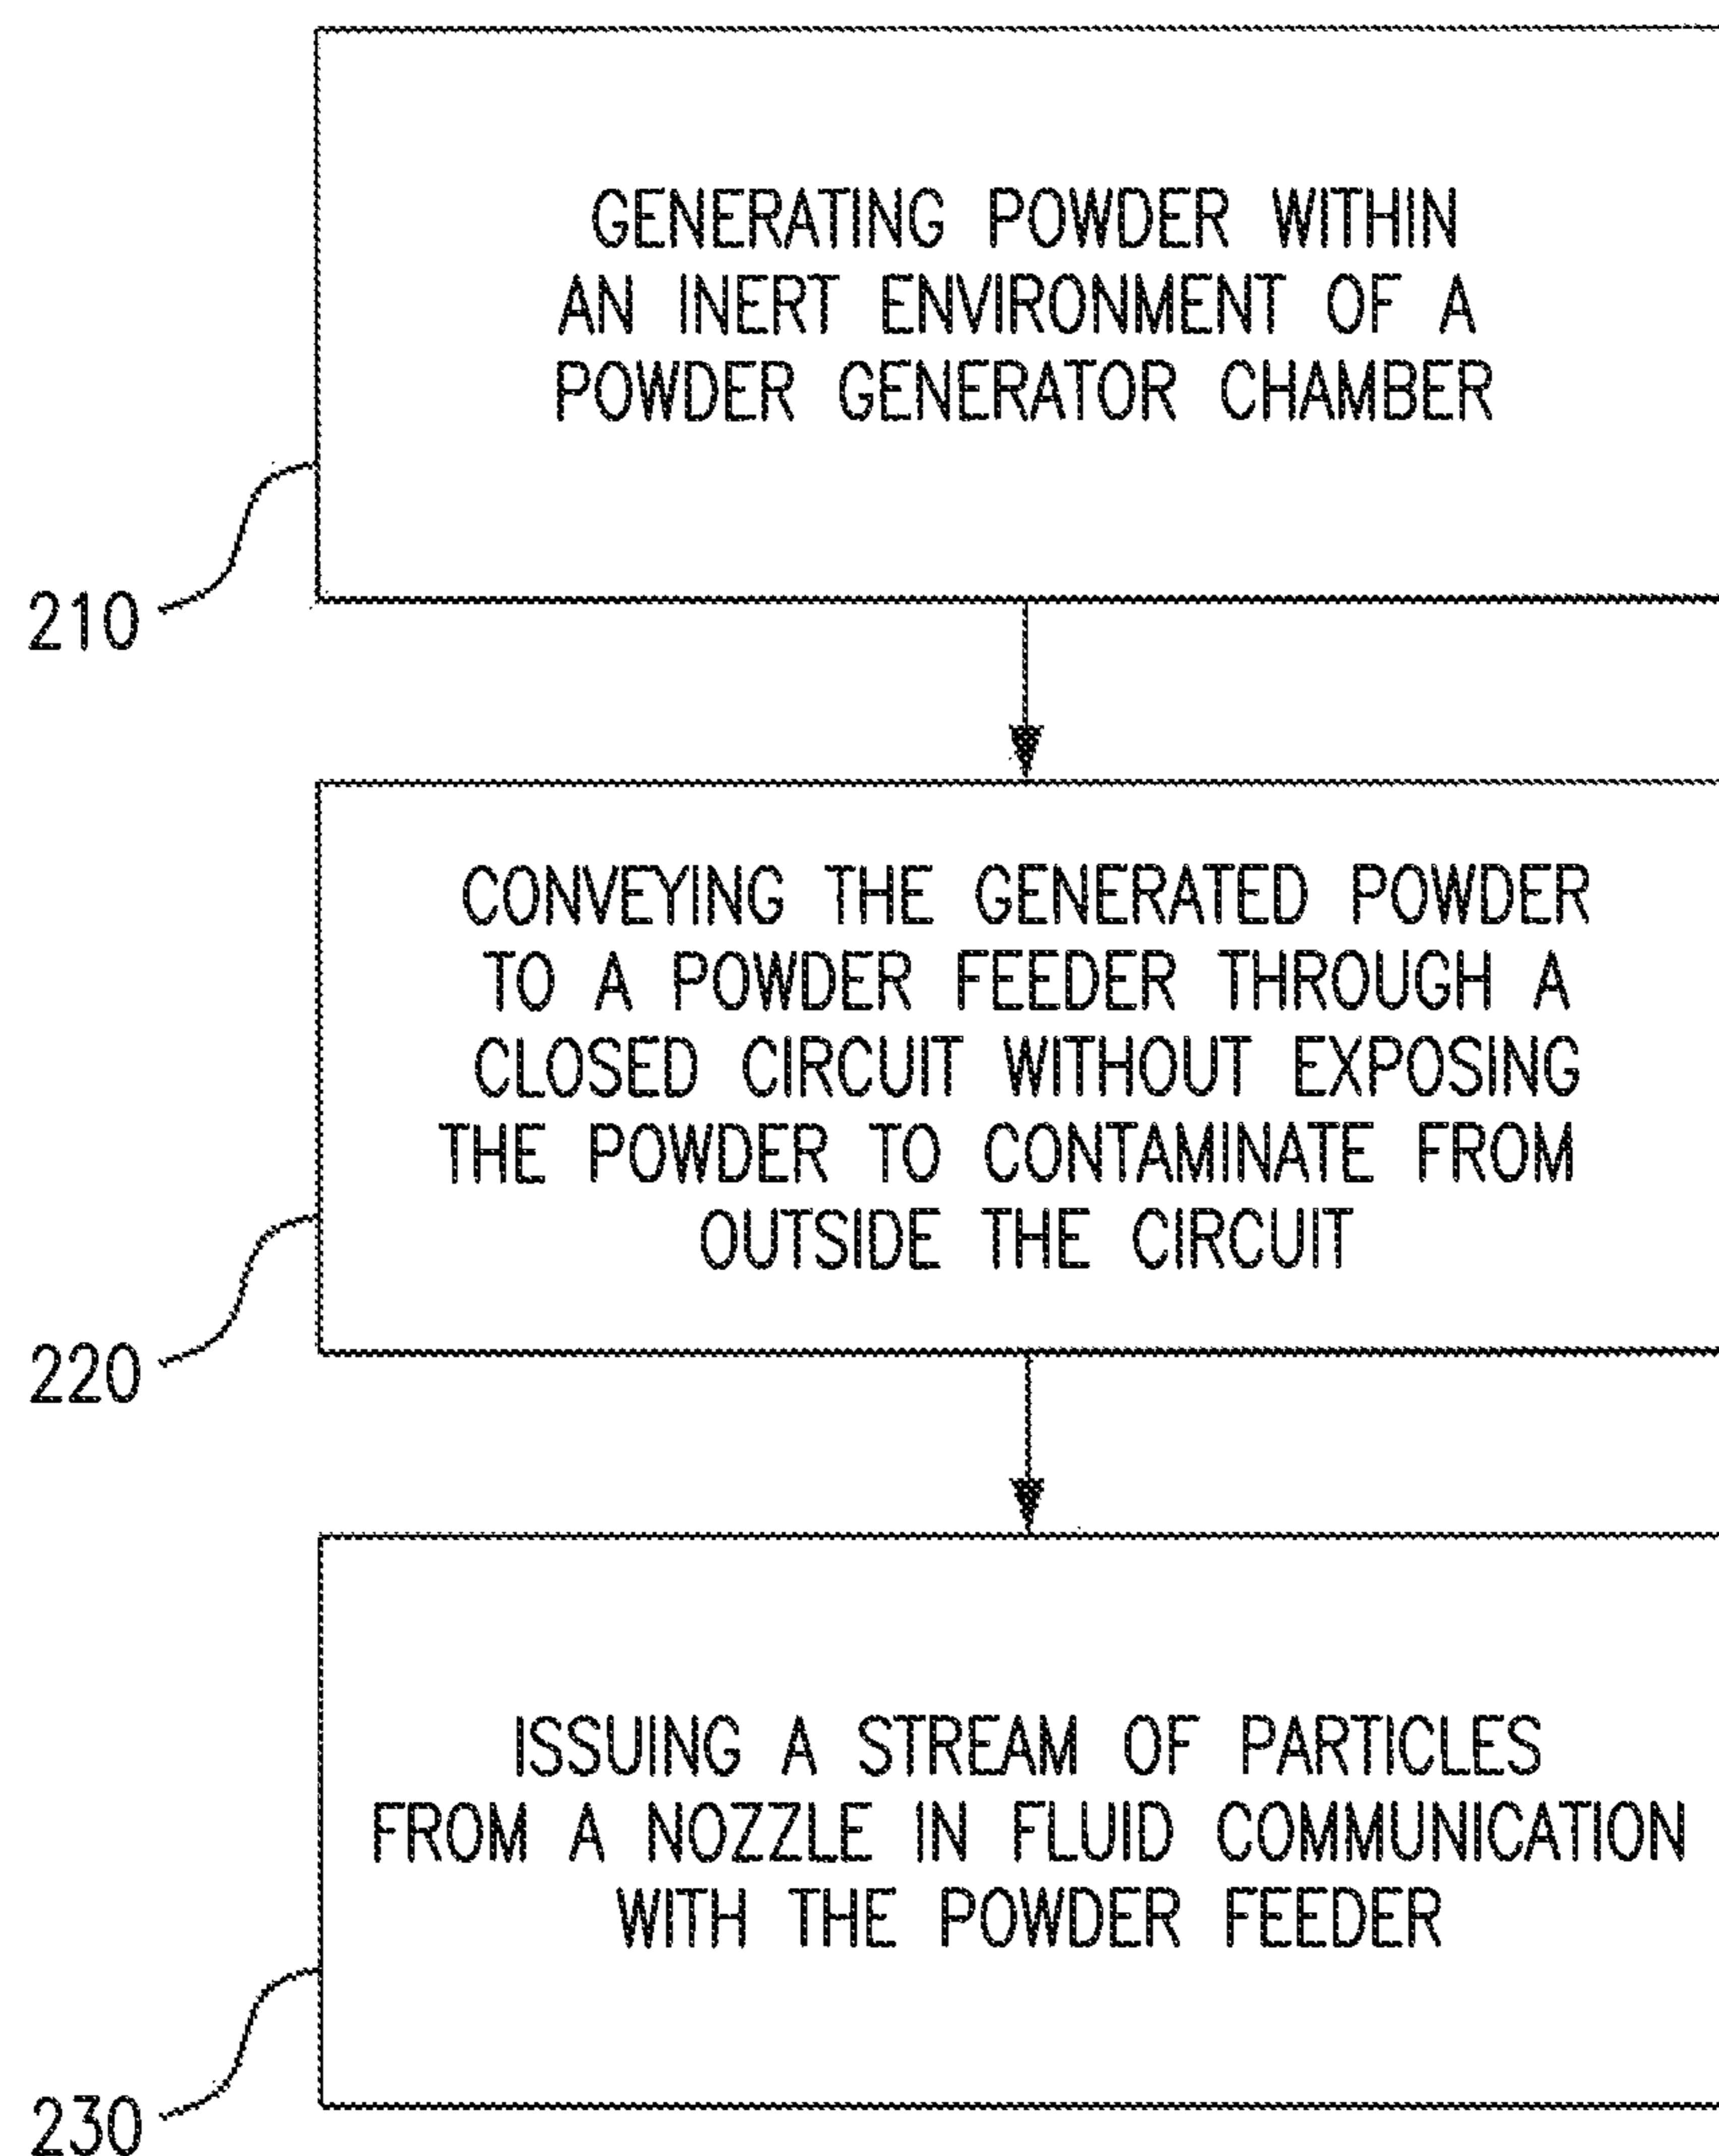 GENERATING POWDER WITHIN
AN INERT ENVIRONMENT OF A
POWDER GENERATOR CHAMBER
210
CONVEYING THE GENERATED POWDER
TO A POWDER FEEDER THROUGH A
CLOSED CIRCUIT WITHOUT EXPOSING
THE POWDER TO CONTAMINATE FROM
OUTSIDE THE CIRCUIT
220
ISSUING A STREAM OF PARTICLES
FROM A NOZZLE IN FLUID COMMUNICATION
WITH THE POWDER FEEDER
230